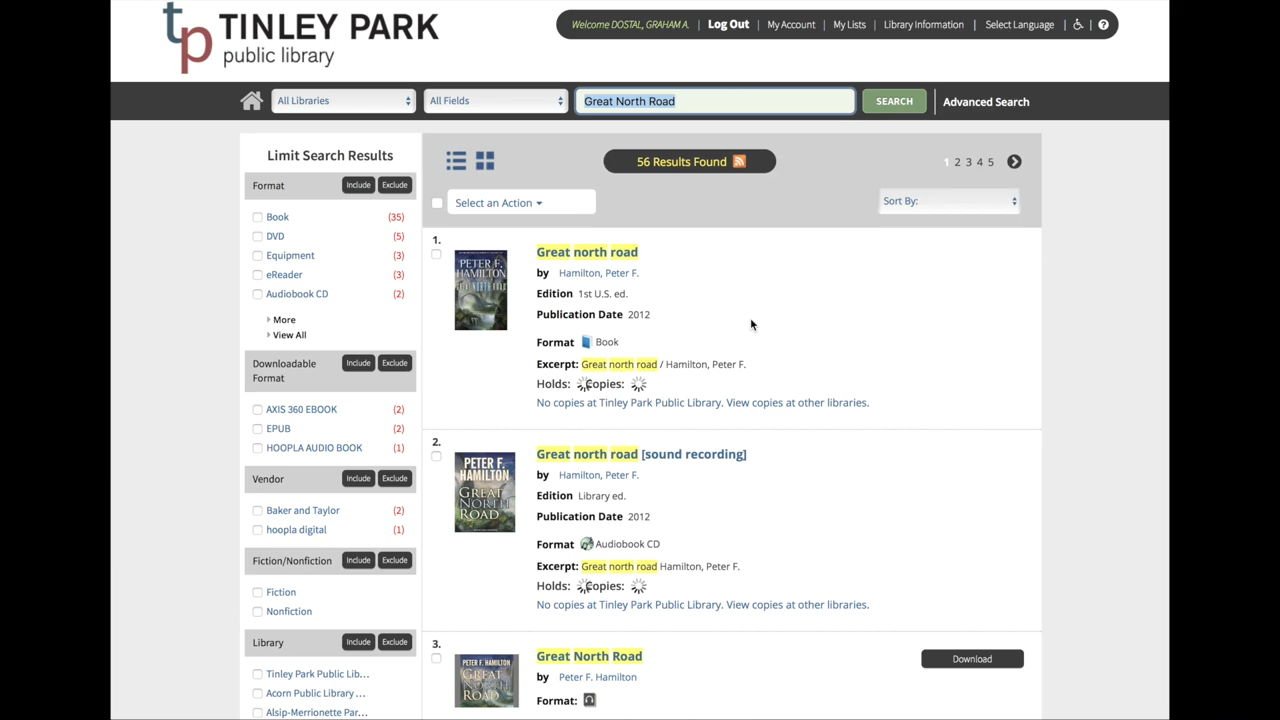 tp TINLEY PARK
public library
Welcome DOSTAL, GRAHAM A. Log Out | My Account | My Lists | Library Information | Select Language | | ?
All Libraries All Fields Great North Road SEARCH Advanced Search
Limit Search Results
Format Include Exclude
Book (35)
DVD (5)
Equipment (3)
eReader (3)
Audiobook CD (2)
More
View All
Downloadable Format Include Exclude
AXIS 360 EBOOK (2)
EPUB (2)
HOOPLA AUDIO BOOK (1)
Vendor Include Exclude
Baker and Taylor (2)
hoopla digital (1)
Fiction/Nonfiction Include Exclude
Fiction
Nonfiction
Library Include Exclude
Tinley Park Public Lib...
Acorn Public Library ...
Alsip-Merrionette Par...
56 Results Found 1 2 3 4 5
Select an Action Sort By:
1.
PETER F. HAMILTON
GREAT NORTH ROAD
Great north road
by Hamilton, Peter F.
Edition 1st U.S. ed.
Publication Date 2012
Format Book
Excerpt: Great north road / Hamilton, Peter F.
Holds: Copies:
No copies at Tinley Park Public Library. View copies at other libraries.
2.
PETER F.
HAMILTON
GREAT
NORTH
ROAD
Great north road [sound recording]
by Hamilton, Peter F.
Edition Library ed.
Publication Date 2012
Format Audiobook CD
Excerpt: Great north road Hamilton, Peter F.
Holds: Copies:
No copies at Tinley Park Public Library. View copies at other libraries.
3.
PETER F. HAMILTON
GREAT
NORTH
ROAD
Great North Road Download
by Peter F. Hamilton
Format: